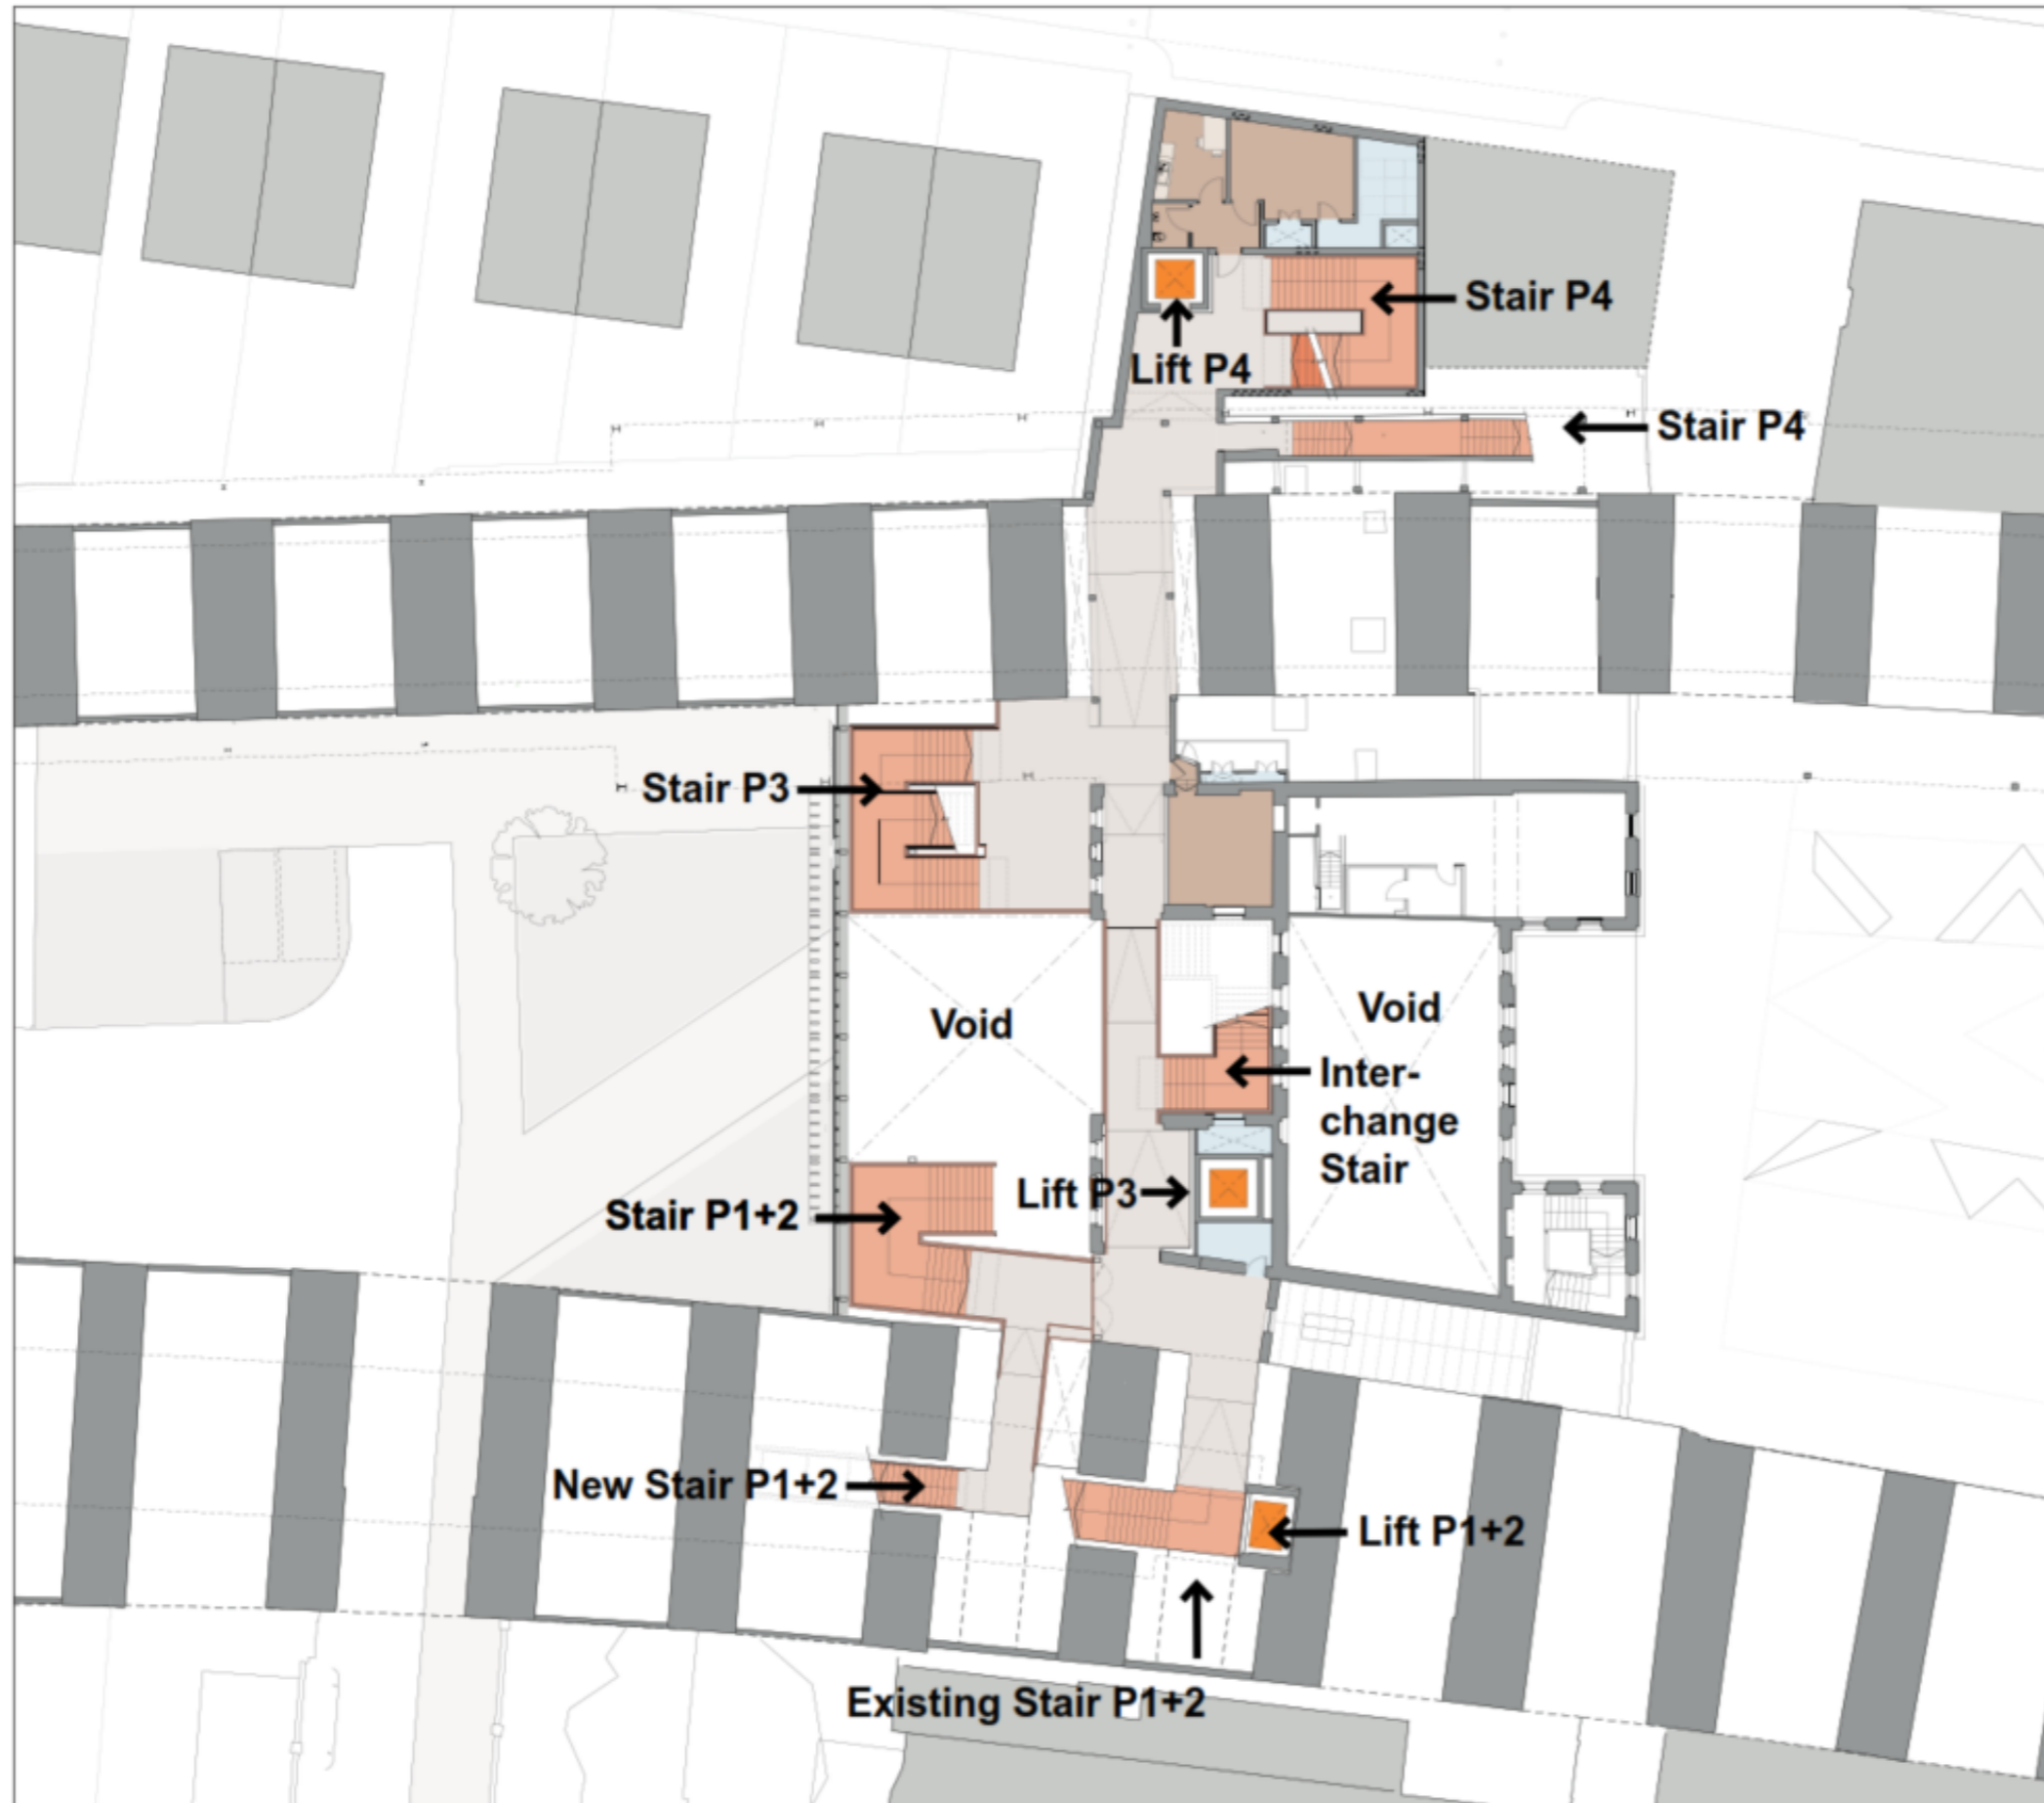 Stair P4
Lift P4
Stair P4
Stair P3
Void
Void
Inter-
change
Stair
Lift P3
Stair P1+2
New Stair P1+2
Lift P1+2
Existing Stair P1+2